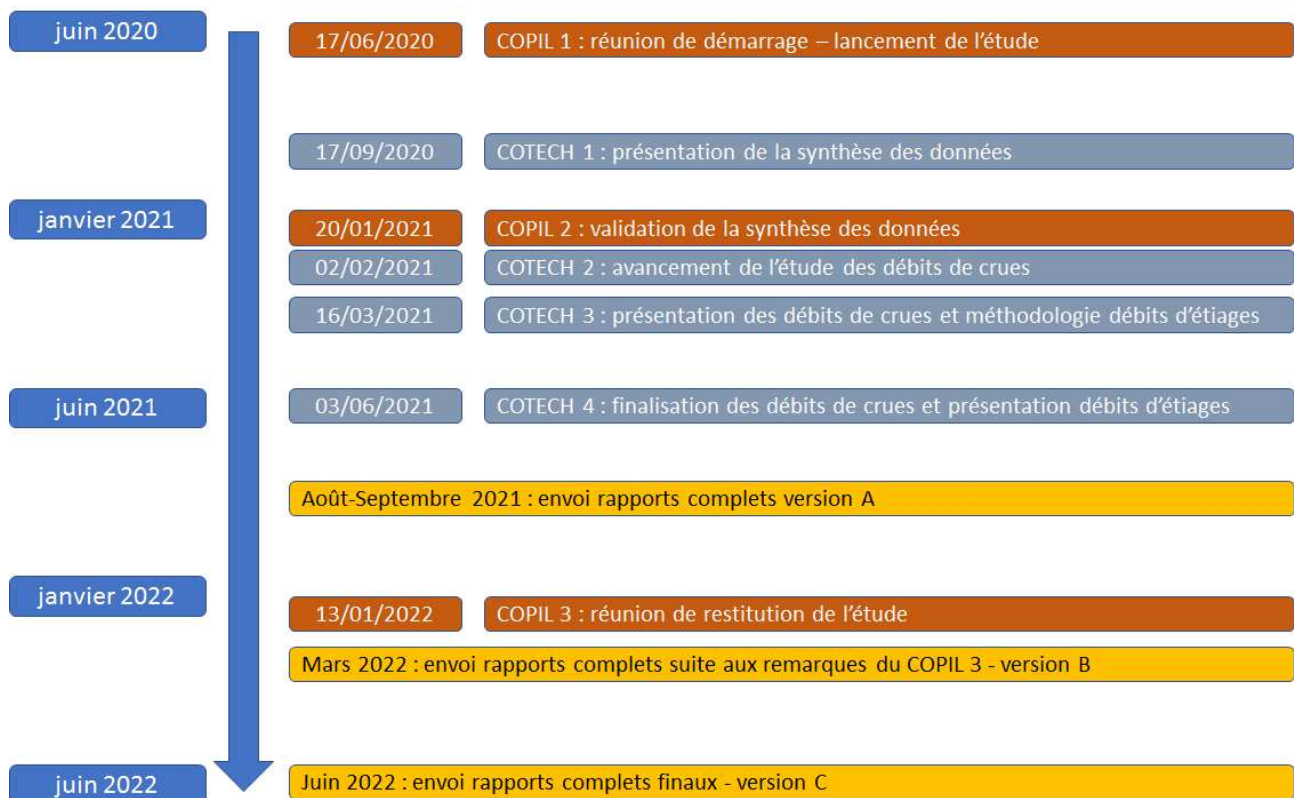 juin 2020
17/06/2020 COPIL 1 : réunion de démarrage – lancement de l’étude
17/09/2020 COTECH 1 : présentation de la synthèse des données
janvier 2021
20/01/2021 COPIL 2 : validation de la synthèse des données
02/02/2021 COTECH 2 : avancement de l’étude des débits de crues
16/03/2021 COTECH 3 : présentation des débits de crues et méthodologie débits d’étiages
juin 2021
03/06/2021 COTECH 4 : finalisation des débits de crues et présentation débits d’étiages
Août-Septembre 2021 : envoi rapports complets version A
janvier 2022
13/01/2022 COPIL 3 : réunion de restitution de l’étude
Mars 2022 : envoi rapports complets suite aux remarques du COPIL 3 - version B
juin 2022
Juin 2022 : envoi rapports complets finaux - version C